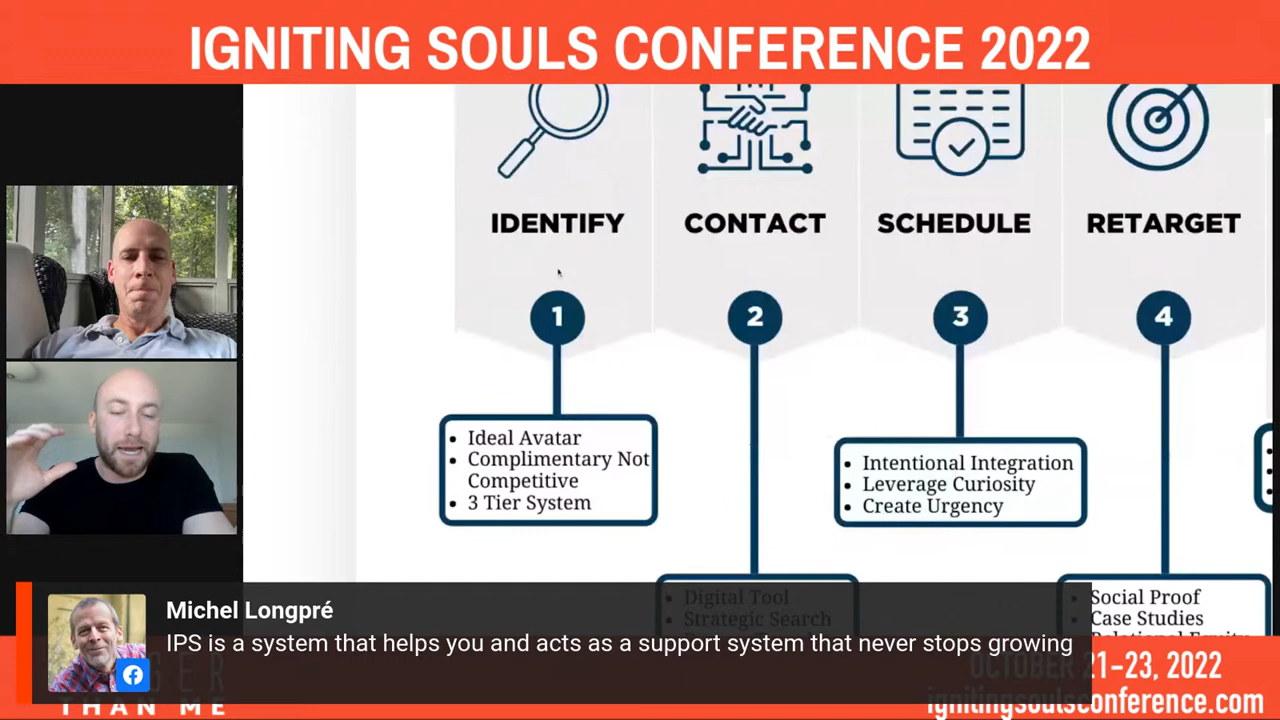 IGNITING SOULS CONFERENCE 2022
IDENTIFY
CONTACT
SCHEDULE
RETARGET
1
2
3
4
• Ideal Avatar
• Complimentary Not
Competitive
• 3 Tier System
• Intentional Integration
• Leverage Curiosity
• Create Urgency
• Digital Tool
• Strategic Search
• Social Proof
Case Studies
Relational Equity
Michel Longpré
IPS is a system that helps you and acts as a support system that never stops growing
THAN ME
OCTOBER 21-23, 2022
ignitingsoulsconference.com